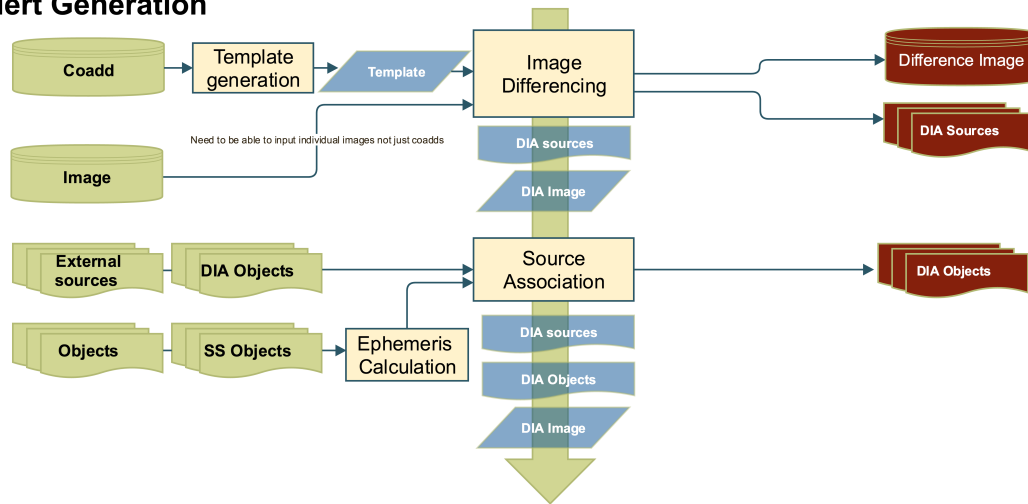 lert Generation
Coadd
Template
generation
Template
Image
Differencing
Difference Image
DIA Sources
Need to be able to input individual images not just coadds
Image
DIA sources
DIA Image
External
sources
DIA Objects
Source
Association
DIA Objects
Objects
SS Objects
Ephemeris
Calculation
DIA sources
DIA Objects
DIA Image